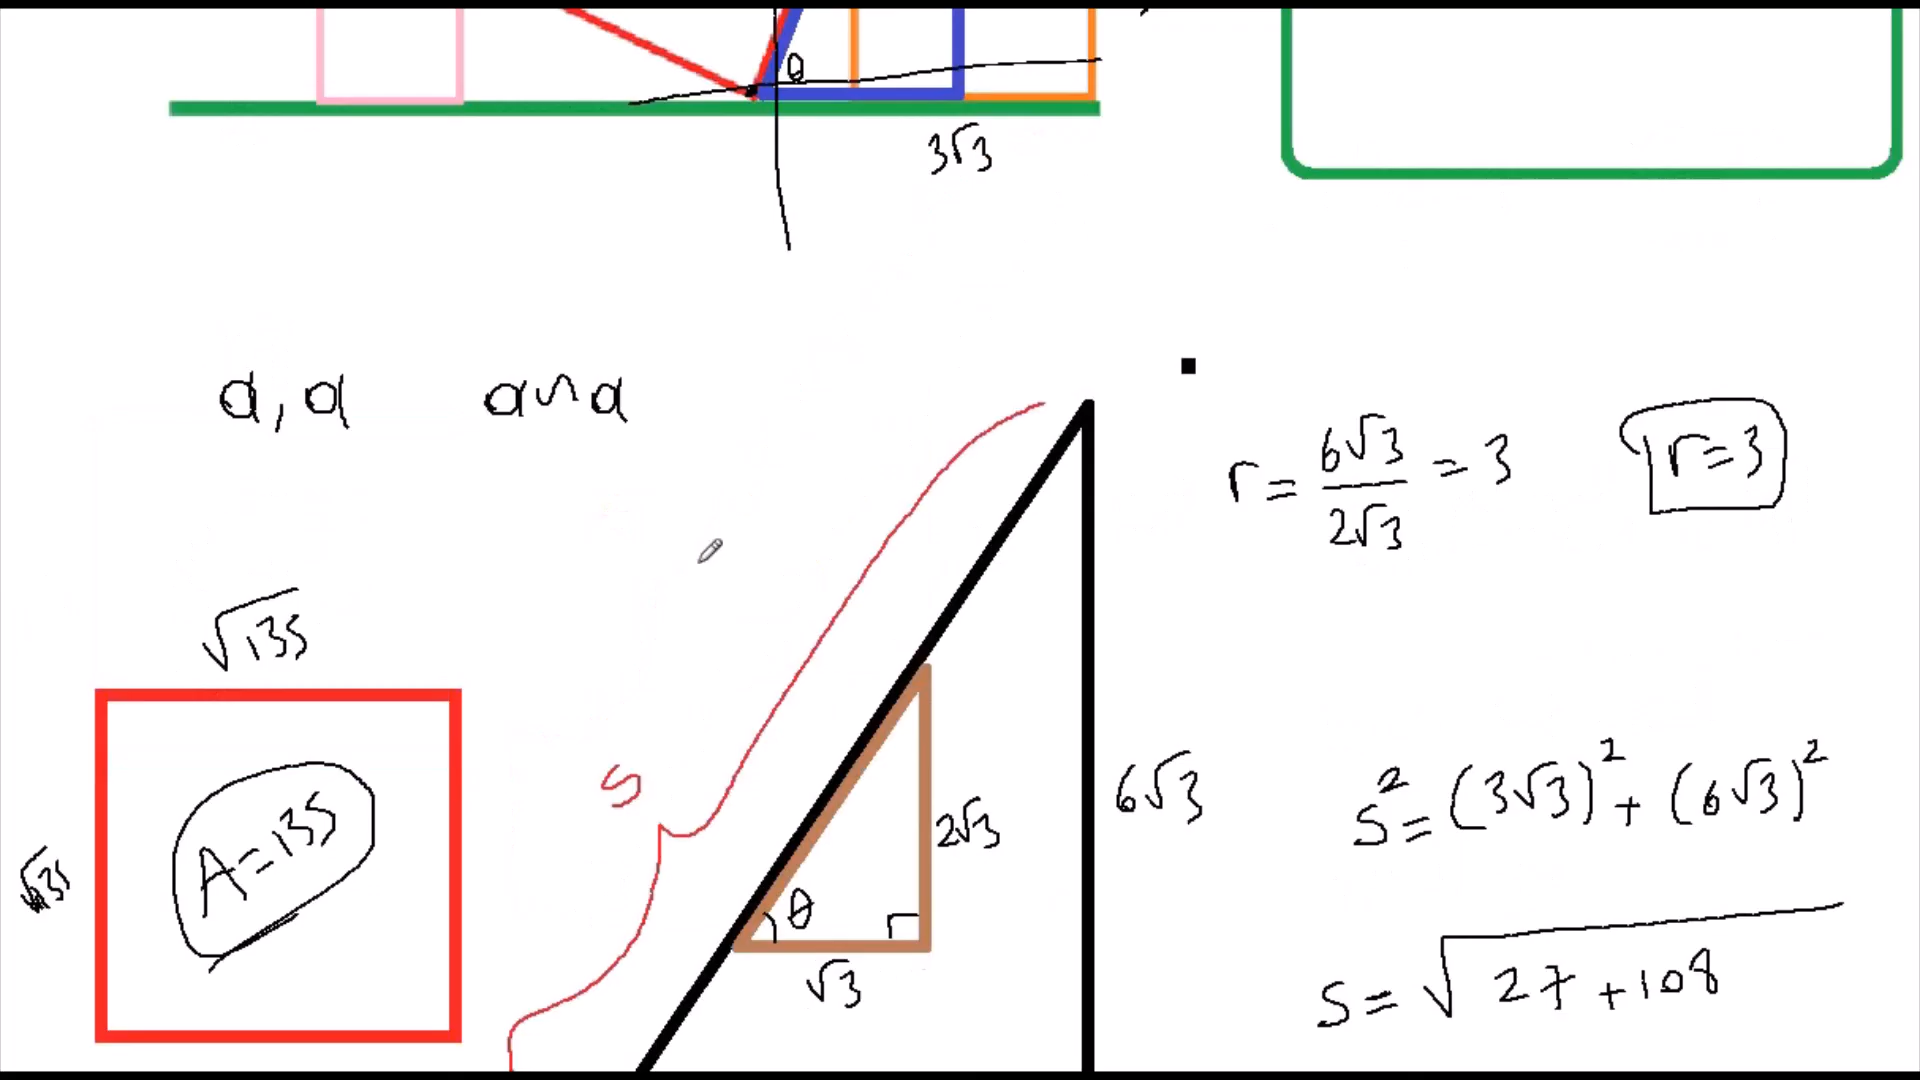 θ
3√3
a, a a∽a
r = 6√3 / 2√3 = 3
r=3
√135
√135
A=135
s
θ
2√3
√3
6√3
s² = (3√3)² + (6√3)²
s = √27+108